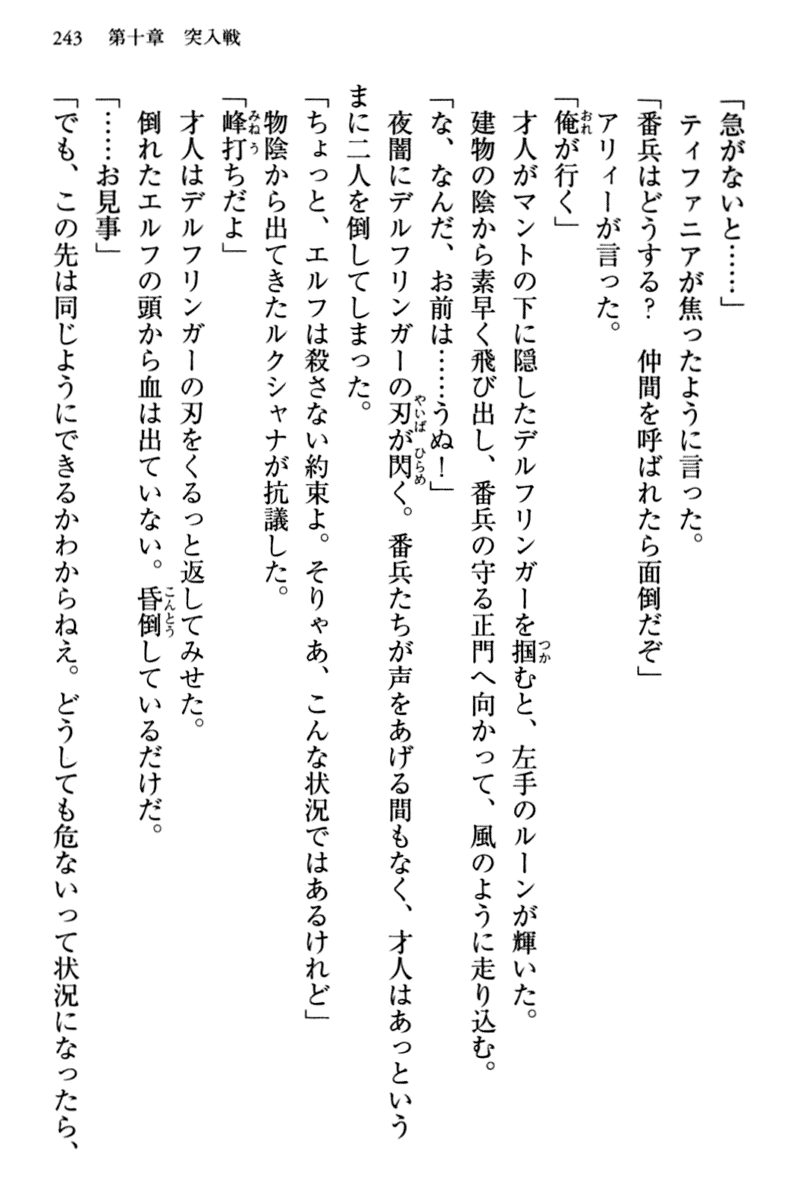 243　第十章　突入戦
「急がないと……」
ティファニアが焦ったように言った。
「番兵はどうする？　仲間を呼ばれたら面倒だぞ」
アリィーが言った。
「俺が行く」
才人がマントの下に隠したデルフリンガーを掴むと、左手のルーンが輝いた。
建物の陰から素早く飛び出し、番兵の守る正門へ向かって、風のように走り込む。
「な、なんだ、お前は……うぬ！」
夜闇にデルフリンガーの刃が閃く。番兵たちが声をあげる間もなく、才人はあっという
まに二人を倒してしまった。
「ちょっと、エルフは殺さない約束よ。そりゃあ、こんな状況ではあるけれど」
物陰から出てきたルクシャナが抗議した。
「峰打ちだよ」
才人はデルフリンガーの刃をくるっと返してみせた。
倒れたエルフの頭から血は出ていない。昏倒しているだけだ。
「……お見事」
「でも、この先は同じようにできるかわからねえ。どうしても危ないって状況になったら、